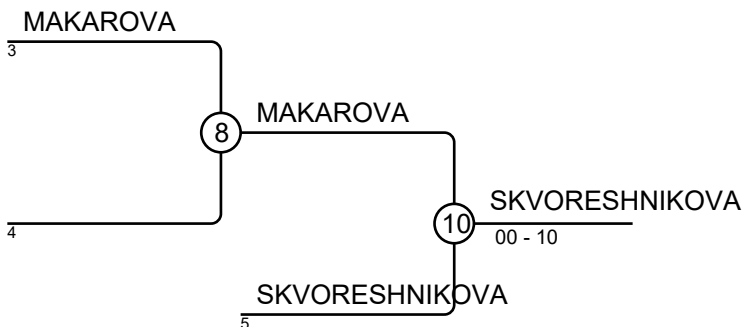 MAKAROVA
3
8
MAKAROVA
4
10
SKVORESHNIKOVA
00 - 10
SKVORESHNIKOVA
5